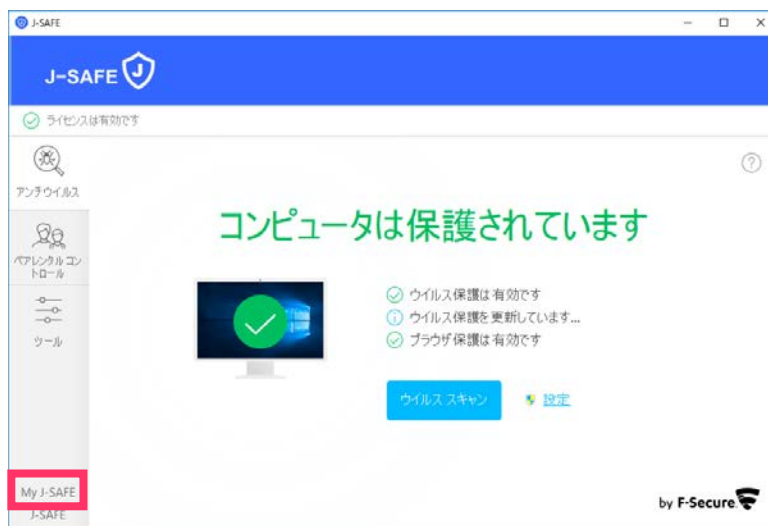 J-SAFE
J-SAFE J
ライセンスは有効です
アンチウイルス
ペアレンタル コン
トロール
ツール
コンピュータは保護されています
ウイルス保護は有効です
ウイルス保護を更新しています...
ブラウザ保護は有効です
ウイルス スキャン
設定
My J-SAFE
J-SAFE
by F-Secure